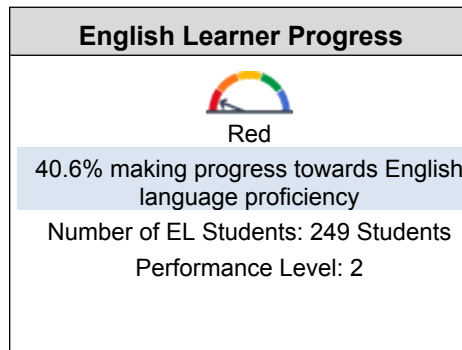 English Learner Progress
Red
40.6% making progress towards English
language proficiency
Number of EL Students: 249 Students
Performance Level: 2